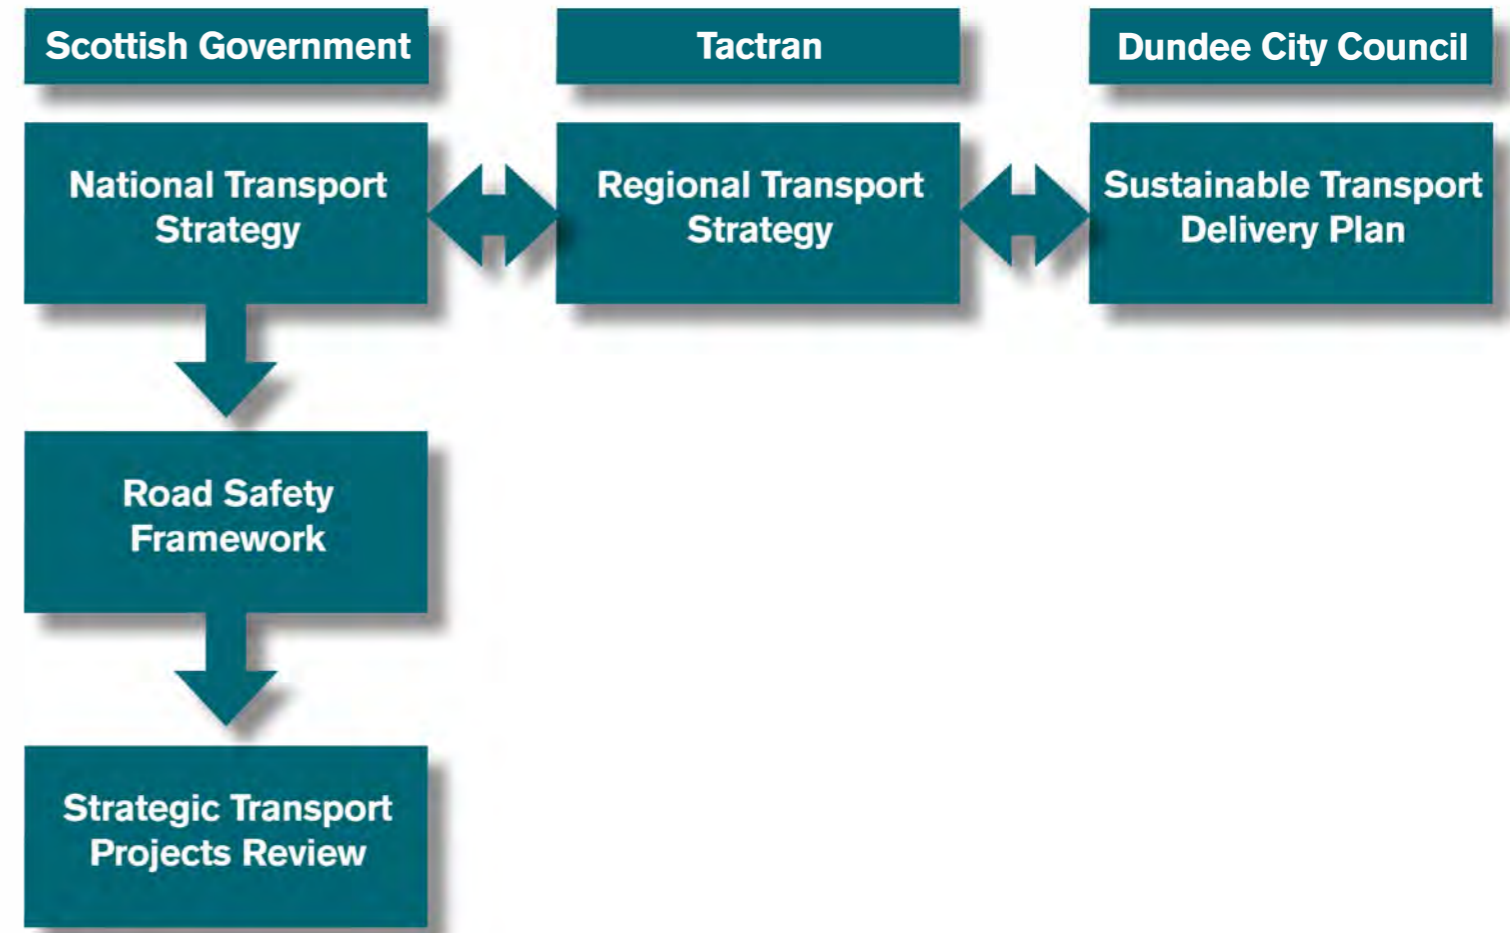 Scottish Government
Tactran
Dundee City Council
National Transport
Strategy
Regional Transport
Strategy
Sustainable Transport
Delivery Plan
Road Safety
Framework
Strategic Transport
Projects Review